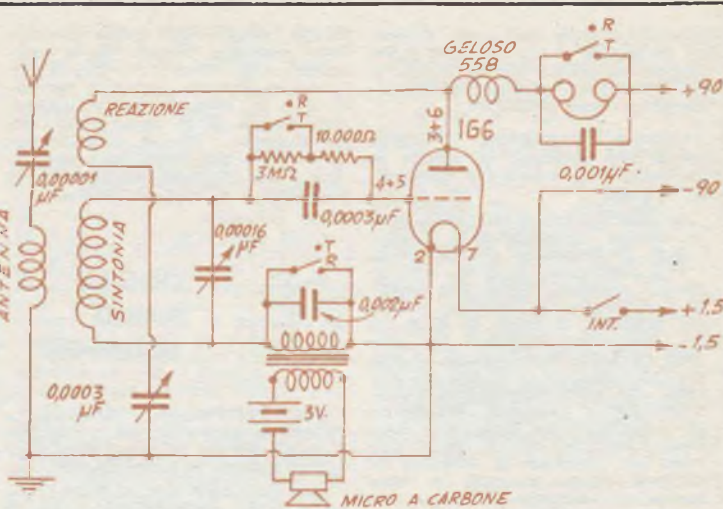 GELOSO
55B
R
T
+90
REAZIONE
R
T
10.000Ω
3MΩ
3+6
1G6
0,001µF
4+5
0,00001
µF
0,0003µF
-90
ANTENNA
SINTONIA
0,00016
µF
T
R
2
7
0,002µF
INT.
+1,5
-1,5
0,0003
µF
3V.
MICRO A CARBONE